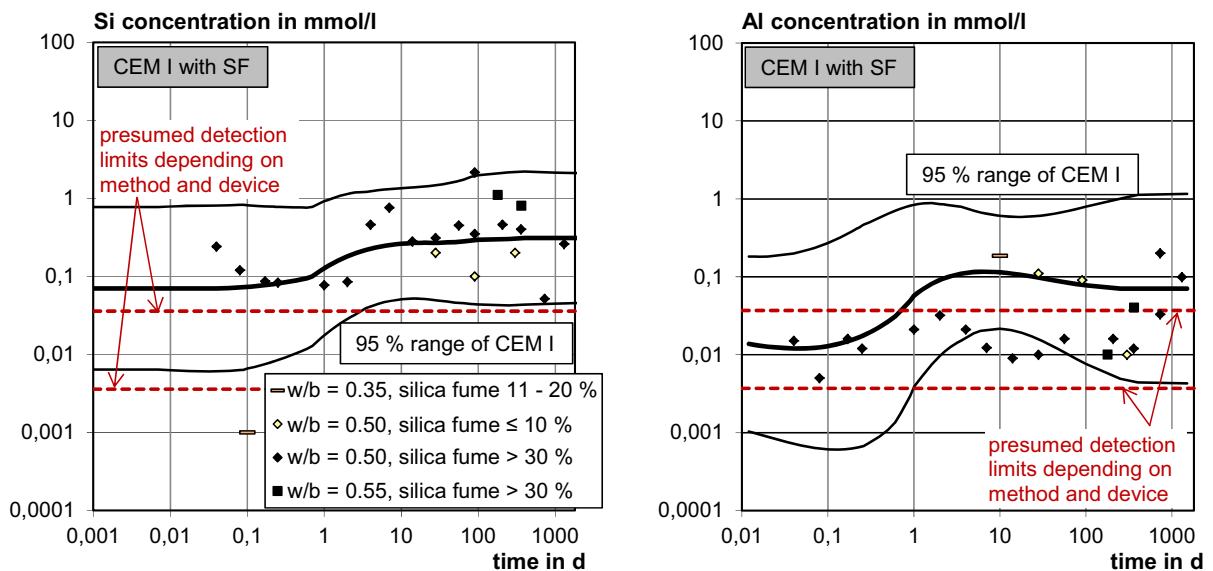 Si concentration in mmol/l
100
10
1
0,1
0,01
0,001
0,0001
CEM I with SF
presumed detection
limits depending on
method and device
95 % range of CEM I
w/b = 0.35, silica fume 11 - 20 %
w/b = 0.50, silica fume ≤ 10 %
w/b = 0.50, silica fume > 30 %
w/b = 0.55, silica fume > 30 %
0,001 0,01 0,1 1 10 100 1000
time in d
Al concentration in mmol/l
100
10
1
0,1
0,01
0,001
0,0001
CEM I with SF
95 % range of CEM I
presumed detection
limits depending on
method and device
0,01 0,1 1 10 100 1000
time in d